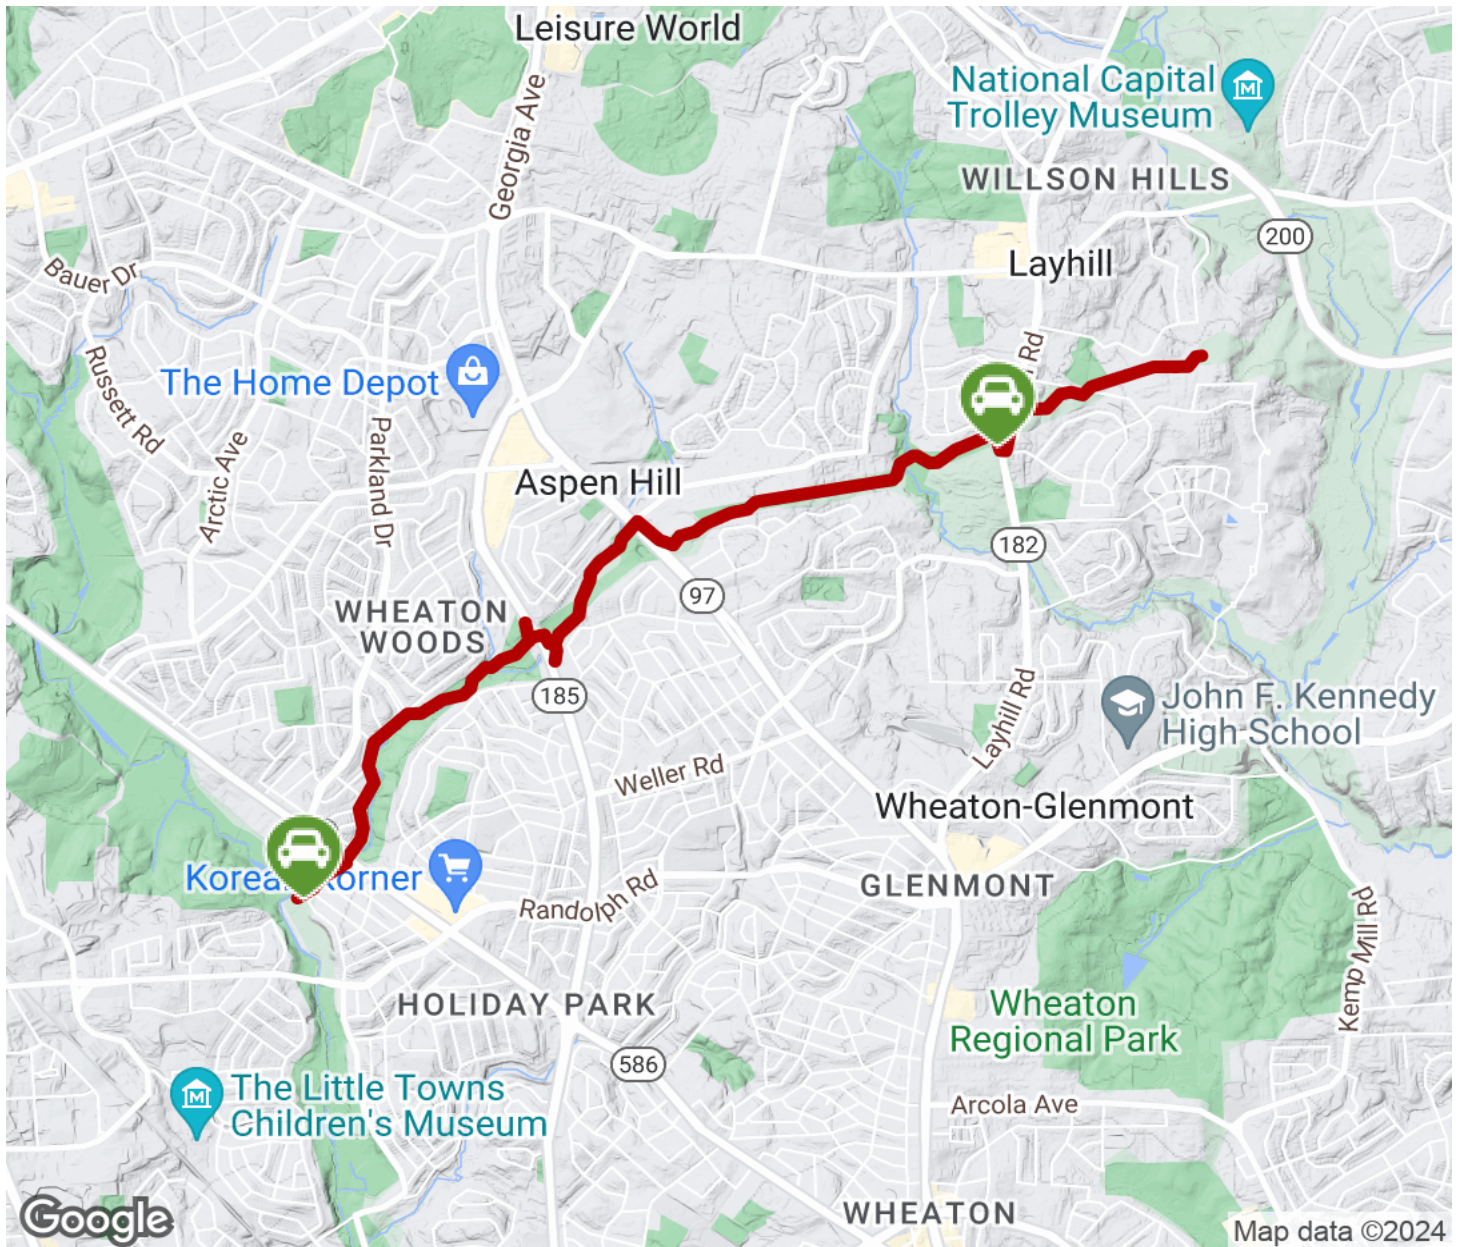 Leisure World
National Capital
Trolley Museum
Georgia Ave
WILLSON HILLS
200
Layhill
Bauer Dr
Rd
Russett Rd
The Home Depot
Parkland Dr
Arctic Ave
Aspen Hill
182
97
WHEATON
WOODS
185
Layhill Rd
John F. Kennedy
High School
Weller Rd
Wheaton-Glenmont
Korner
Randolph Rd
GLENMONT
Kemp Mill Rd
HOLIDAY PARK
Wheaton
Regional Park
586
The Little Towns
Children's Museum
Arcola Ave
WHEATON
Google
Map data ©2024